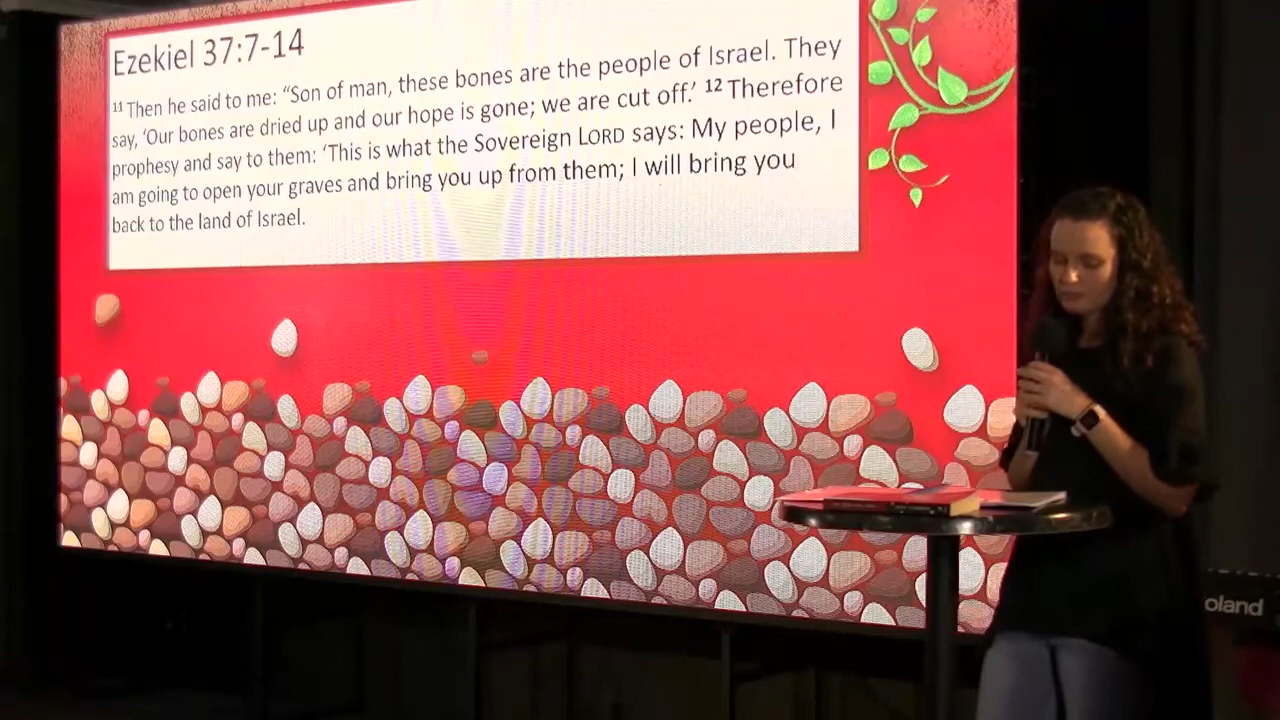 Ezekiel 37:7-14
¹¹ Then he said to me: “Son of man, these bones are the people of Israel. They
say, ‘Our bones are dried up and our hope is gone; we are cut off.’ ¹² Therefore
prophesy and say to them: ‘This is what the Sovereign LORD says: My people, I
am going to open your graves and bring you up from them; I will bring you
back to the land of Israel.
oland